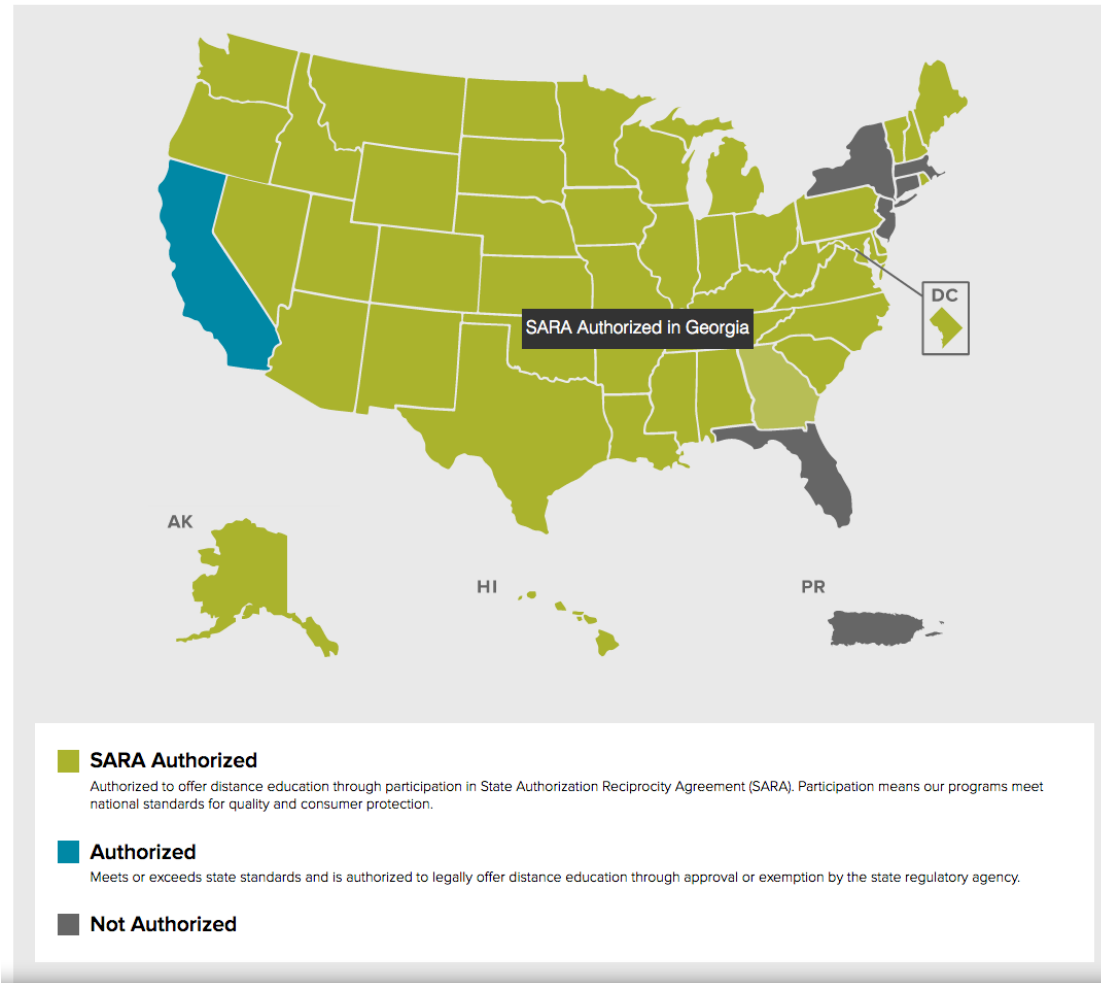 DC
SARA Authorized in Georgia
AK
HI
PR
SARA Authorized
Authorized to offer distance education through participation in State Authorization Reciprocity Agreement (SARA). Participation means our programs meet
national standards for quality and consumer protection.
Authorized
Meets or exceeds state standards and is authorized to legally offer distance education through approval or exemption by the state regulatory agency.
Not Authorized